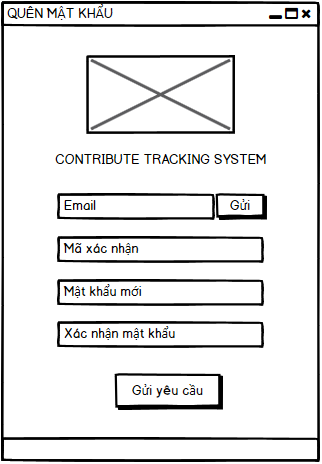 QUÊN MẬT KHẨU
CONTRIBUTE TRACKING SYSTEM
Email Gửi
Mã xác nhận
Mật khẩu mới
Xác nhận mật khẩu
Gửi yêu cầu